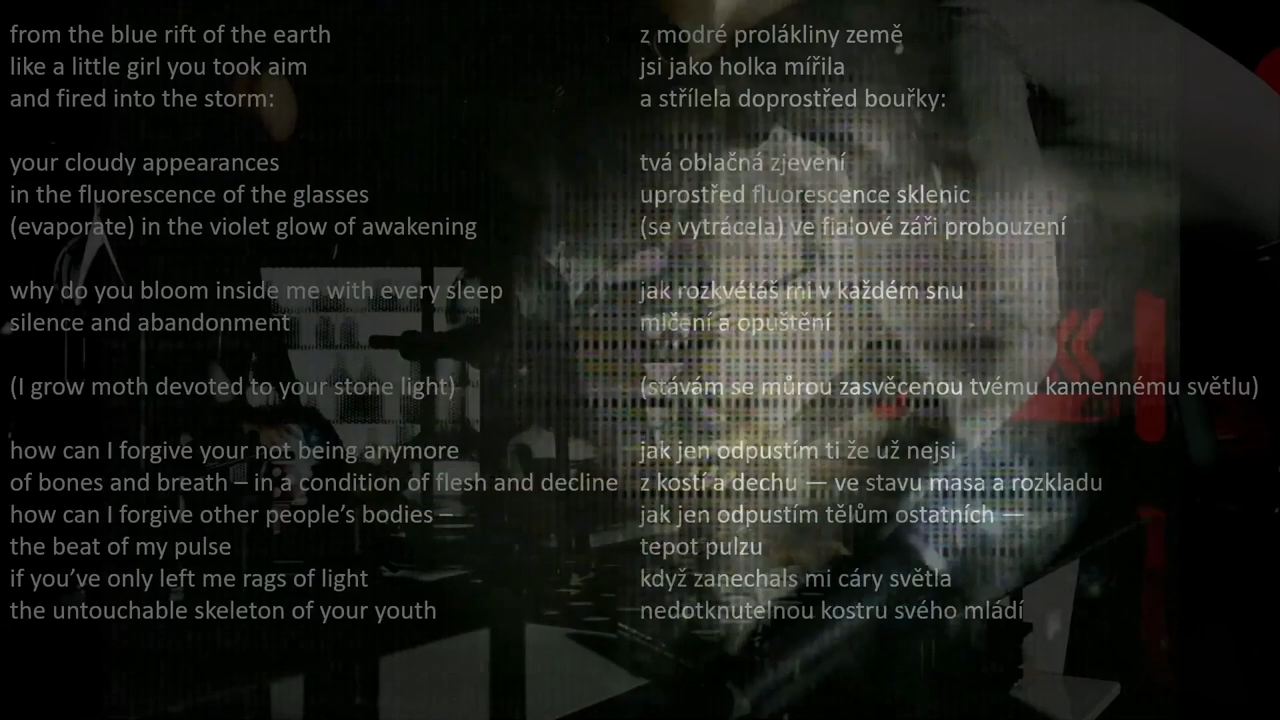 from the blue rift of the earth
like a little girl you took aim
and fired into the storm:
your cloudy appearances
in the fluorescence of the glasses
(evaporate) in the violet glow of awakening
why do you bloom inside me with every sleep
silence and abandonment
(I grow moth devoted to your stone light)
how can I forgive your not being anymore
of bones and breath – in a condition of flesh and decline
how can I forgive other people's bodies –
the beat of my pulse
if you've only left me rags of light
the untouchable skeleton of your youth
z modré prolákliny země
jsi jako holka mířila
a střílela doprostřed bouřky:
tvá oblačná zjevení
uprostřed fluorescence sklenic
(se vytrácela) ve fialové záři probouzení
jak rozkvétáš mi v každém snu
mlčení a opuštění
(stávám se můrou zasvěcenou tvému kamennému světlu)
jak jen odpustím ti že už nejsi
z kostí a dechu — ve stavu masa a rozkladu
jak jen odpustím tělům ostatních —
tepot pulzu
když zanechals mi cáry světla
nedotknutelnou kostru svého mládí